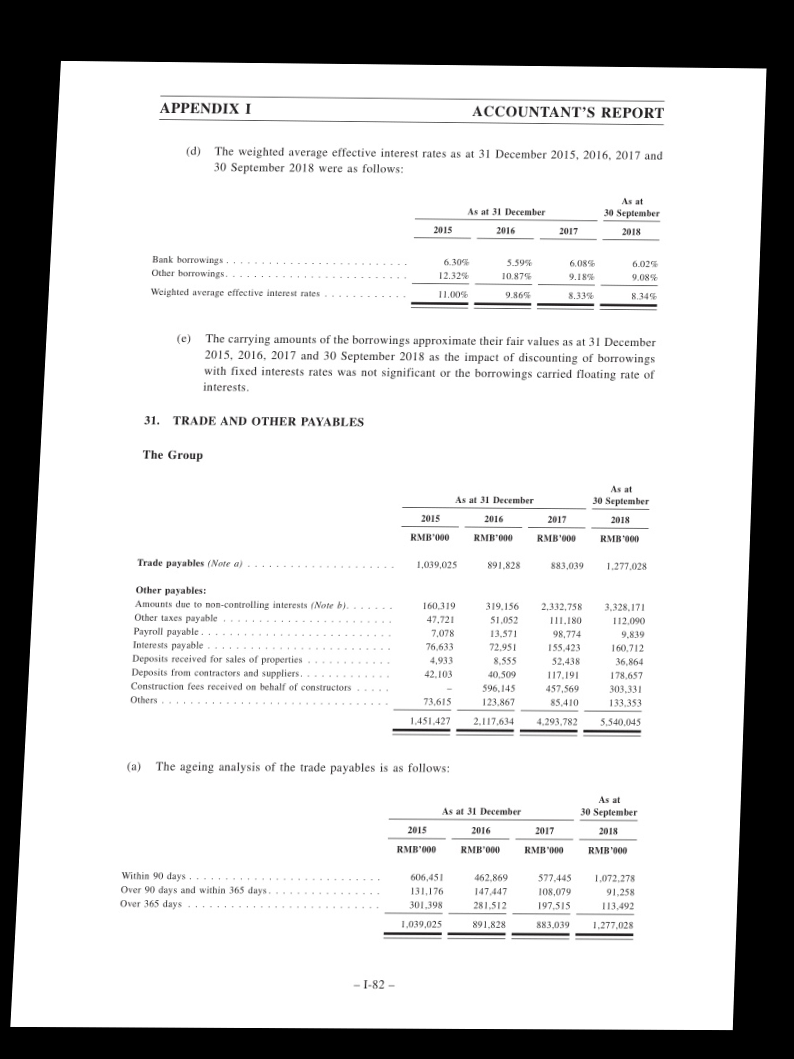 APPENDIX I ACCOUNTANT'S REPORT
(d) The weighted average effective interest rates as at 31 December 2015, 2016, 2017 and
30 September 2018 were as follows:
As at
As at 31 December 30 September
2015 2016 2017 2018
Bank borrowings . . . . . . . . . . . . . . . . . . . . . . . . . . 6.30% 5.59% 6.08% 6.02%
Other borrowings. . . . . . . . . . . . . . . . . . . . . . . . . . 12.32% 10.87% 9.18% 9.08%
Weighted average effective interest rates . . . . . . . . . . . . 11.00% 9.86% 8.33% 8.34%
(e) The carrying amounts of the borrowings approximate their fair values as at 31 December
2015, 2016, 2017 and 30 September 2018 as the impact of discounting of borrowings
with fixed interests rates was not significant or the borrowings carried floating rate of
interests.
31. TRADE AND OTHER PAYABLES
The Group
As at
As at 31 December 30 September
2015 2016 2017 2018
RMB'000 RMB'000 RMB'000 RMB'000
Trade payables (Note a) . . . . . . . . . . . . . . . . . . . . . 1,039,025 891,828 883,039 1,277,028
Other payables:
Amounts due to non-controlling interests (Note b). . . . . . . 160,319 319,156 2,332,758 3,328,171
Other taxes payable . . . . . . . . . . . . . . . . . . . . . . . . 47,721 51,052 111,180 112,090
Payroll payable . . . . . . . . . . . . . . . . . . . . . . . . . . . 7,078 13,571 98,774 9,839
Interests payable . . . . . . . . . . . . . . . . . . . . . . . . . . 76,633 72,951 155,423 160,712
Deposits received for sales of properties . . . . . . . . . . . . 4,933 8,555 52,438 36,864
Deposits from contractors and suppliers. . . . . . . . . . . . . 42,103 40,509 117,191 178,657
Construction fees received on behalf of constructors . . . . . – 596,145 457,569 303,331
Others . . . . . . . . . . . . . . . . . . . . . . . . . . . . . . . . 73,615 123,867 85,410 133,353
1,451,427 2,117,634 4,293,782 5,540,045
(a) The ageing analysis of the trade payables is as follows:
As at
As at 31 December 30 September
2015 2016 2017 2018
RMB'000 RMB'000 RMB'000 RMB'000
Within 90 days . . . . . . . . . . . . . . . . . . . . . . . . . . . 606,451 462,869 577,445 1,072,278
Over 90 days and within 365 days. . . . . . . . . . . . . . . . 131,176 147,447 108,079 91,258
Over 365 days . . . . . . . . . . . . . . . . . . . . . . . . . . . 301,398 281,512 197,515 113,492
1,039,025 891,828 883,039 1,277,028
– I-82 –